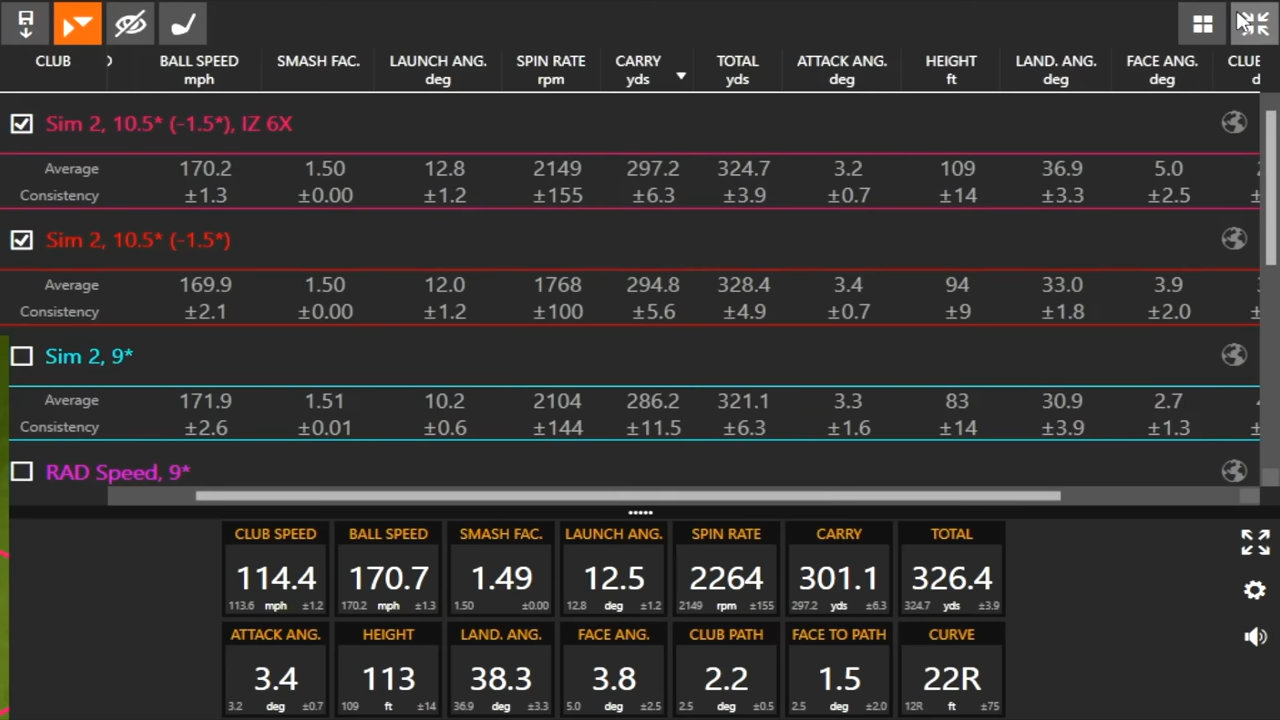 CLUB BALL SPEED SMASH FAC. LAUNCH ANG. SPIN RATE CARRY TOTAL ATTACK ANG. HEIGHT LAND. ANG. FACE ANG. CLUE
mph deg rpm yds ▼ yds deg ft deg deg d
Sim 2, 10.5* (-1.5*), IZ 6X
Average 170.2 1.50 12.8 2149 297.2 324.7 3.2 109 36.9 5.0
Consistency ±1.3 ±0.00 ±1.2 ±155 ±6.3 ±3.9 ±0.7 ±14 ±3.3 ±2.5 ±
Sim 2, 10.5* (-1.5*)
Average 169.9 1.50 12.0 1768 294.8 328.4 3.4 94 33.0 3.9
Consistency ±2.1 ±0.00 ±1.2 ±100 ±5.6 ±4.9 ±0.7 ±9 ±1.8 ±2.0 ±
Sim 2, 9*
Average 171.9 1.51 10.2 2104 286.2 321.1 3.3 83 30.9 2.7
Consistency ±2.6 ±0.01 ±0.6 ±144 ±11.5 ±6.3 ±1.6 ±14 ±3.9 ±1.3 ±
RAD Speed, 9*
CLUB SPEED BALL SPEED SMASH FAC. LAUNCH ANG. SPIN RATE CARRY TOTAL
114.4 170.7 1.49 12.5 2264 301.1 326.4
113.6 mph ±1.2 170.2 mph ±1.3 1.50 ±0.00 12.8 deg ±1.2 2149 rpm ±155 297.2 yds ±6.3 324.7 yds ±3.9
ATTACK ANG. HEIGHT LAND. ANG. FACE ANG. CLUB PATH FACE TO PATH CURVE
3.4 113 38.3 3.8 2.2 1.5 22R
3.2 deg ±0.7 109 ft ±14 36.9 deg ±3.3 5.0 deg ±2.5 2.5 deg ±0.5 2.5 deg ±2.0 12R ft ±75